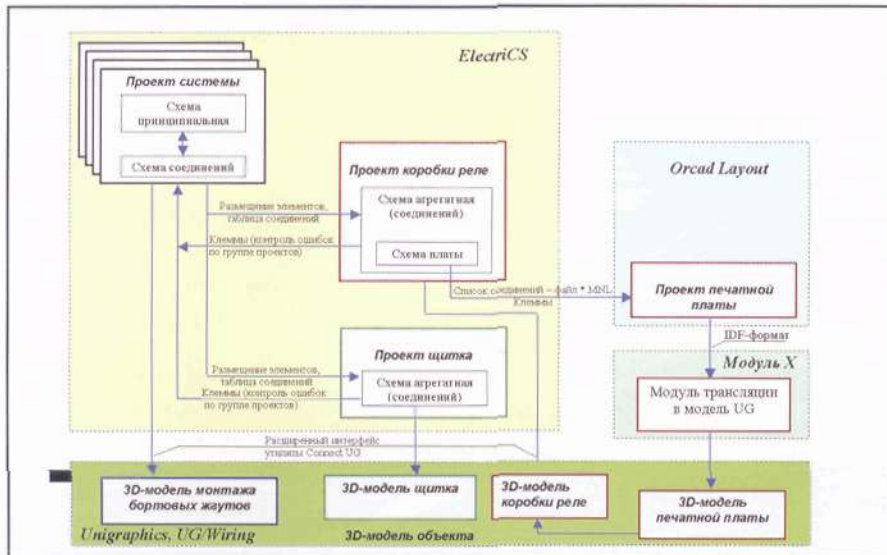 ElectriCS
Проект системы
Схема
принципиальная
Схема соединений
Проект коробки реле
Схема агрегатная
(соединений)
Схема платы
Размещение элементов,
таблица соединений
Клеммы (контроль ошибок
по группе проектов)
Orcad Layout
Список соединений – файл *.MNL
Клеммы
Проект печатной
платы
IDF-формат
Модуль X
Модуль трансляции
в модель UG
Проект щитка
Схема агрегатная
(соединений)
Размещение элементов,
таблица соединений
Клеммы (контроль ошибок
по группе проектов)
Расширенный интерфейс
утилиты Connect UG
3D-модель монтажа
бортовых жгутов
3D-модель щитка
3D-модель
коробки реле
3D-модель
печатной платы
Unigraphics, UG/Wiring
3D-модель объекта